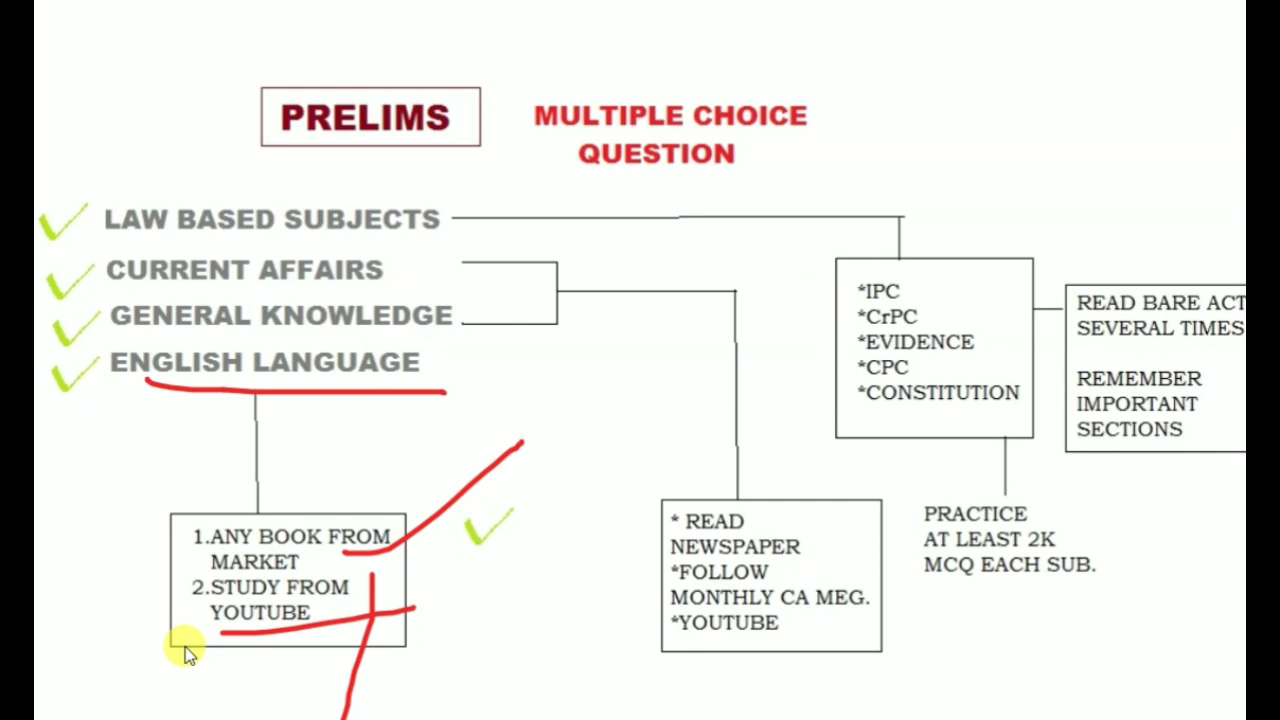 PRELIMS
MULTIPLE CHOICE
QUESTION
LAW BASED SUBJECTS
CURRENT AFFAIRS
GENERAL KNOWLEDGE
ENGLISH LANGUAGE
*IPC
*CrPC
*EVIDENCE
*CPC
*CONSTITUTION
READ BARE ACT
SEVERAL TIMES
REMEMBER
IMPORTANT
SECTIONS
1.ANY BOOK FROM
MARKET
2.STUDY FROM
YOUTUBE
* READ
NEWSPAPER
*FOLLOW
MONTHLY CA MEG.
*YOUTUBE
PRACTICE
AT LEAST 2K
MCQ EACH SUB.